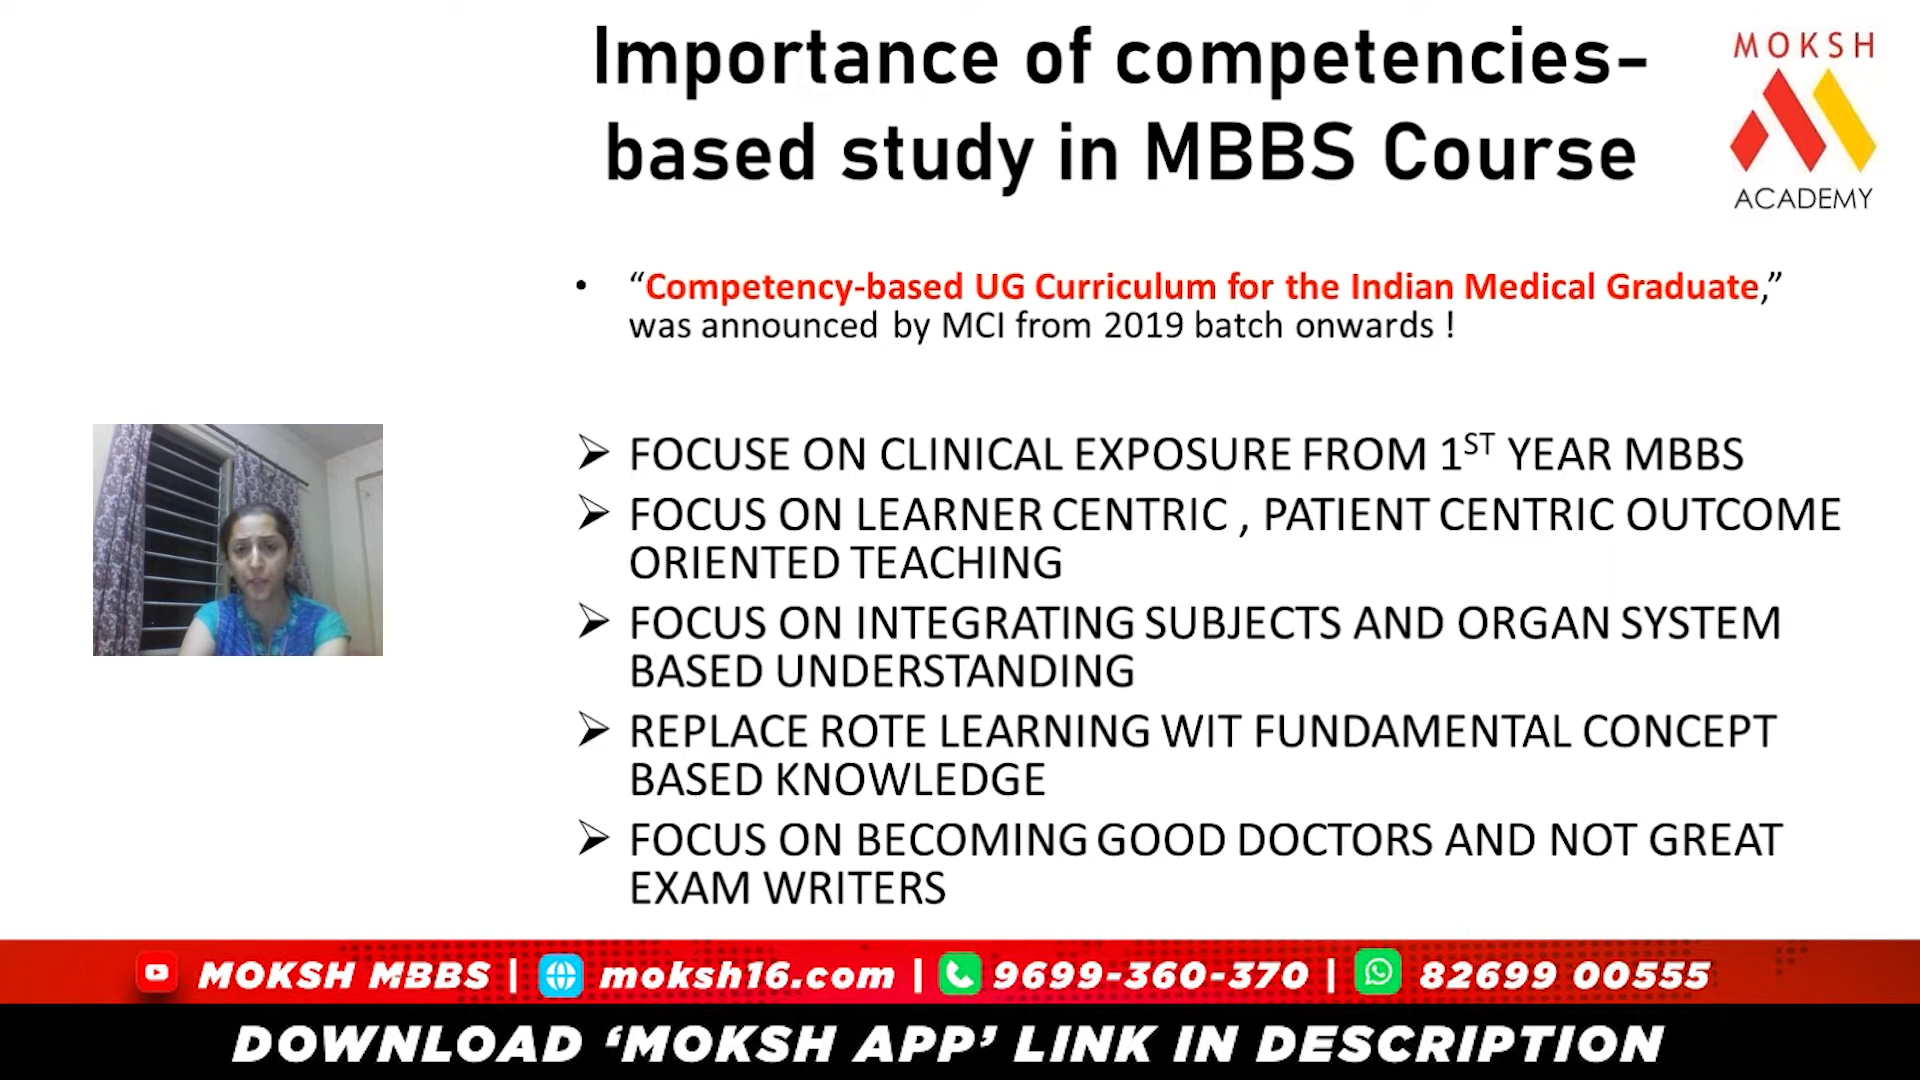 Importance of competencies-
based study in MBBS Course
MOKSH
ACADEMY
• “Competency-based UG Curriculum for the Indian Medical Graduate,”
was announced by MCI from 2019 batch onwards !
➢ FOCUSE ON CLINICAL EXPOSURE FROM 1ST YEAR MBBS
➢ FOCUS ON LEARNER CENTRIC , PATIENT CENTRIC OUTCOME
ORIENTED TEACHING
➢ FOCUS ON INTEGRATING SUBJECTS AND ORGAN SYSTEM
BASED UNDERSTANDING
➢ REPLACE ROTE LEARNING WIT FUNDAMENTAL CONCEPT
BASED KNOWLEDGE
➢ FOCUS ON BECOMING GOOD DOCTORS AND NOT GREAT
EXAM WRITERS
MOKSH MBBS | moksh16.com | 9699-360-370 | 82699 00555
DOWNLOAD ‘MOKSH APP’ LINK IN DESCRIPTION